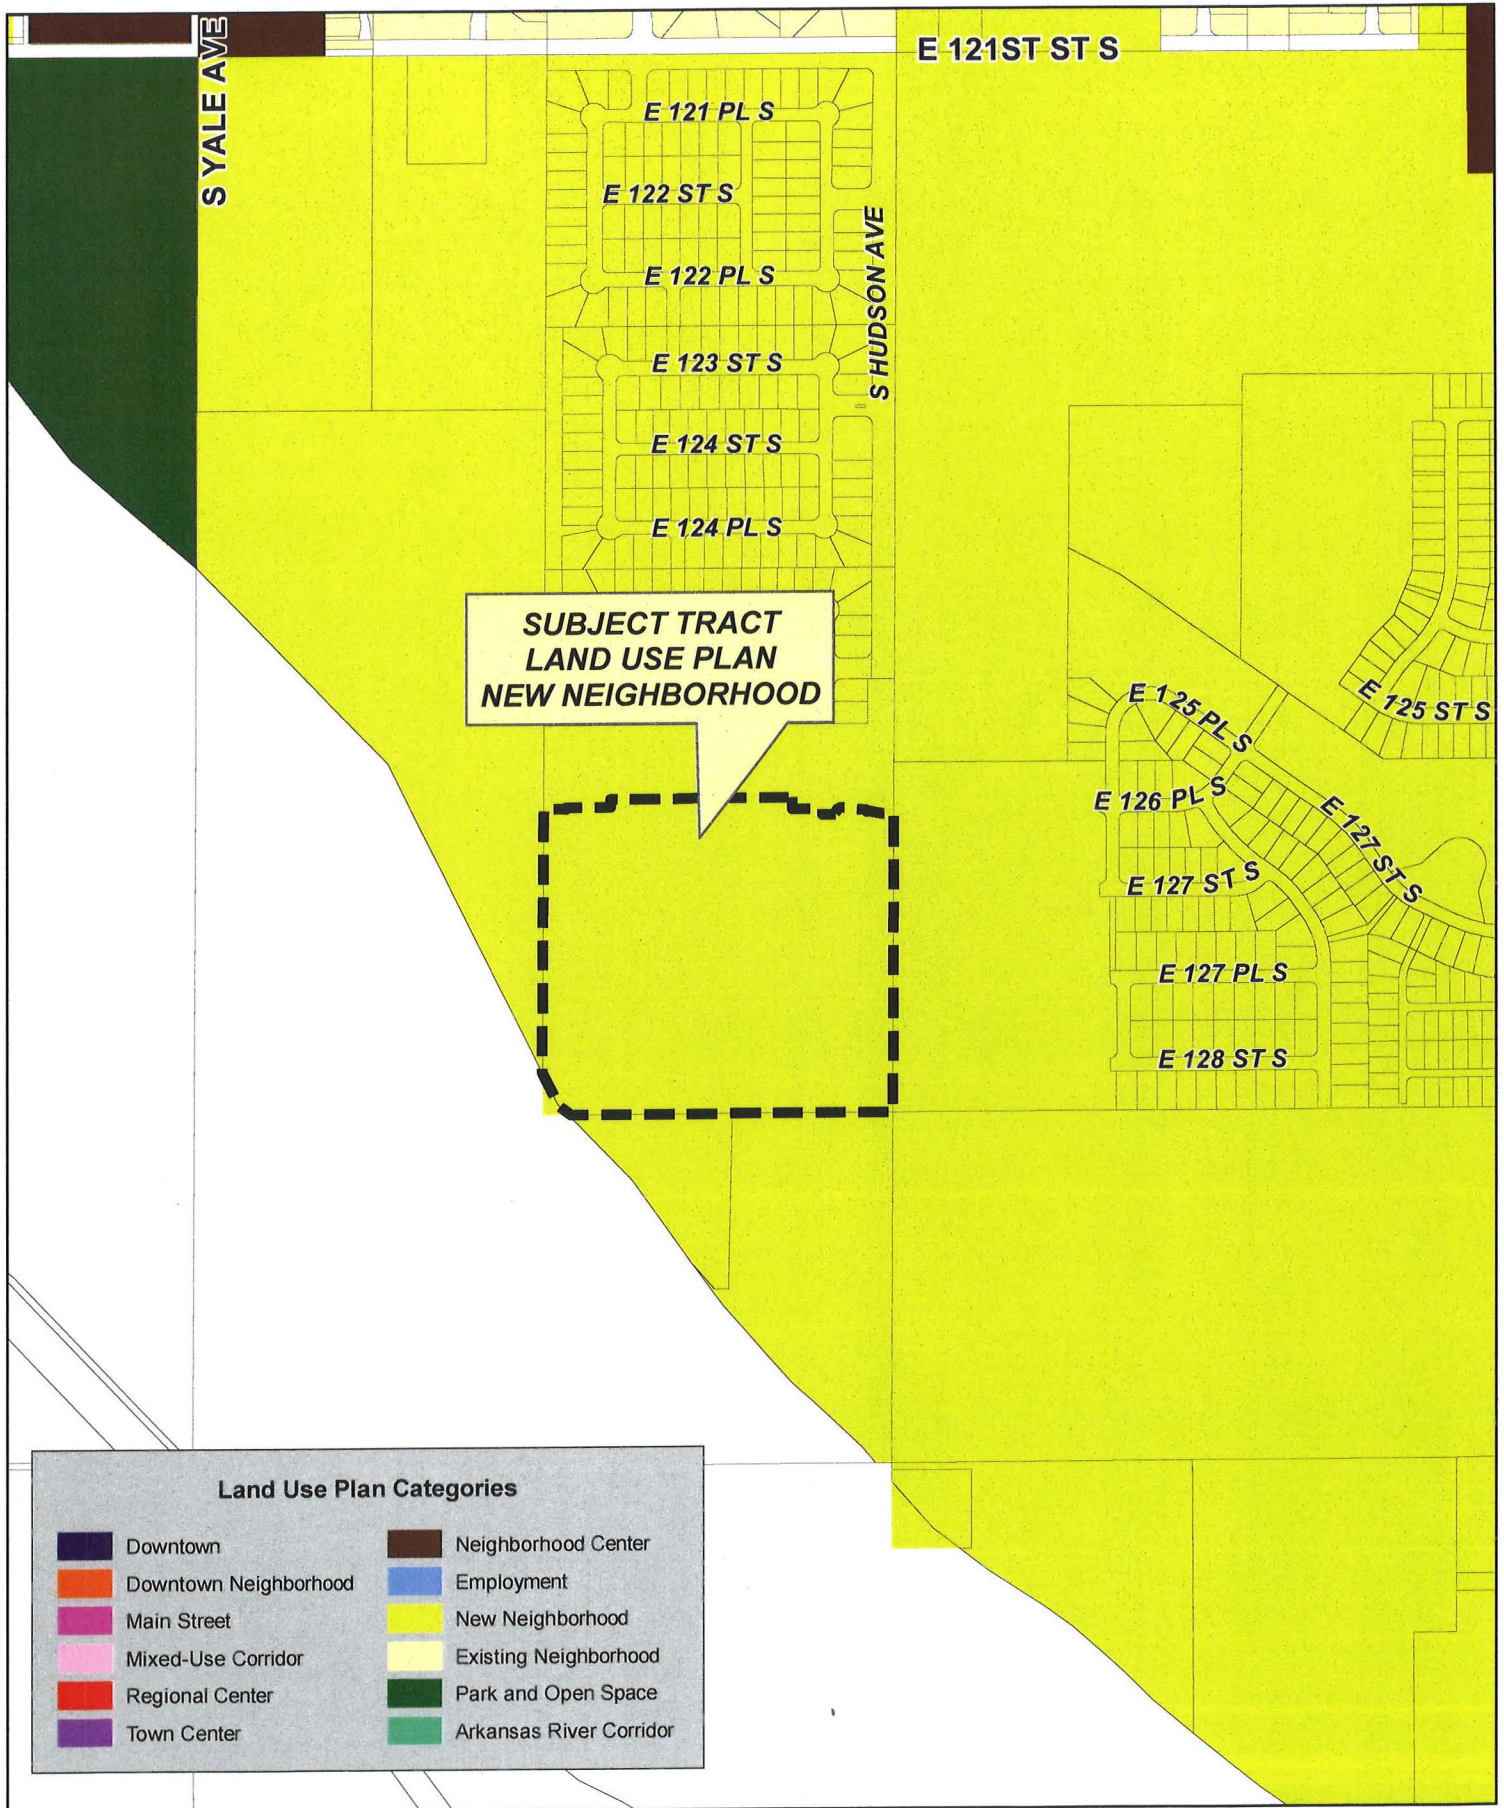 E 121ST ST S
S YALE AVE
E 121 PL S
E 122 ST S
S HUDSON AVE
E 122 PL S
E 123 ST S
E 124 ST S
E 124 PL S
SUBJECT TRACT
LAND USE PLAN
NEW NEIGHBORHOOD
E 125 PL S
E 125 ST S
E 126 PL S
E 127 ST S
E 127 ST S
E 127 PL S
E 128 ST S
Land Use Plan Categories
Downtown
Downtown Neighborhood
Main Street
Mixed-Use Corridor
Regional Center
Town Center
Neighborhood Center
Employment
New Neighborhood
Existing Neighborhood
Park and Open Space
Arkansas River Corridor